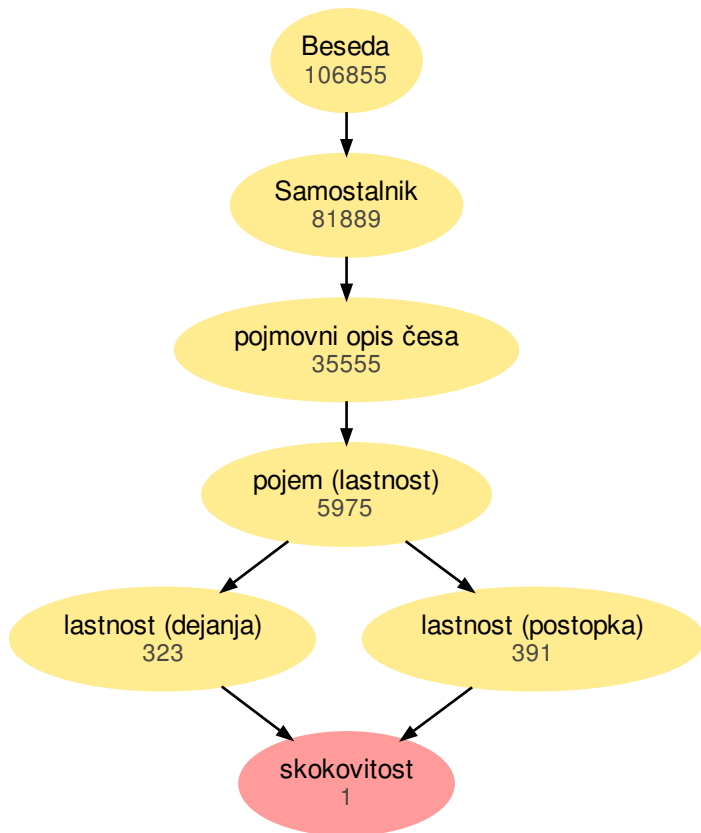 Beseda
106855
Samostalnik
81889
pojmovni opis česa
35555
pojem (lastnost)
5975
lastnost (dejanja)
323
lastnost (postopka)
391
skokovitost
1